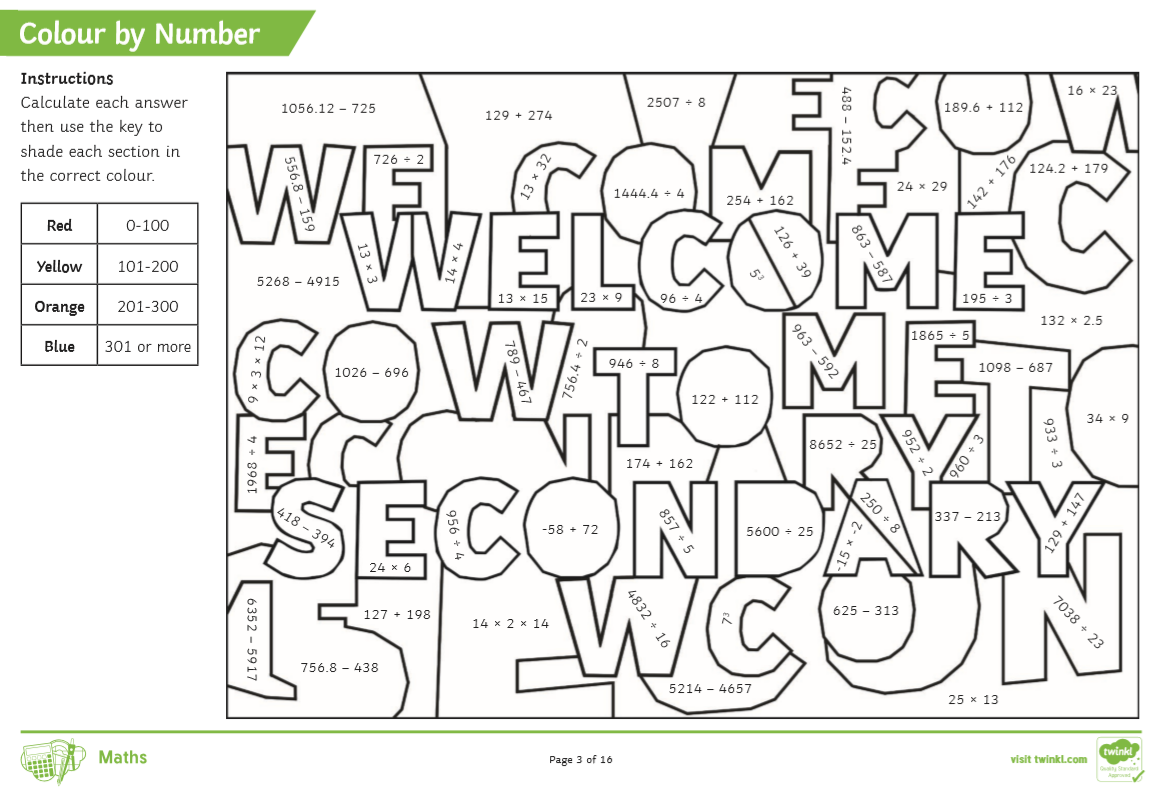 Colour by Number
Instructions
Calculate each answer
then use the key to
shade each section in
the correct colour.
Red 0-100
Yellow 101-200
Orange 201-300
Blue 301 or more
1056.12 – 725
129 + 274
2507 ÷ 8
488 – 152.4
189.6 + 112
16 × 23
556.8 – 159
726 ÷ 2
13 × 32
1444.4 ÷ 4
254 + 162
24 × 29
142 + 176
124.2 + 179
5268 – 4915
13 × 3
14 × 4
13 × 15
23 × 9
96 ÷ 4
5³
126 + 39
863 – 587
195 ÷ 3
132 × 2.5
9 × 3 × 12
1026 – 696
789 – 467
756.4 ÷ 2
946 ÷ 8
122 + 112
963 – 592
1865 ÷ 5
1098 – 687
34 × 9
1968 ÷ 4
174 + 162
8652 ÷ 25
952 ÷ 2
960 ÷ 3
933 ÷ 3
418 – 394
24 × 6
956 ÷ 4
-58 + 72
857 ÷ 5
5600 ÷ 25
-15 × -2
250 ÷ 8
337 – 213
129 + 147
6352 – 5917
127 + 198
756.8 – 438
14 × 2 × 14
4832 ÷ 16
7³
5214 – 4657
625 – 313
7038 ÷ 23
25 × 13
WELCOME
SECONDARY
Maths
Page 3 of 16
visit twinkl.com
twinkl
Quality Standard
Approved